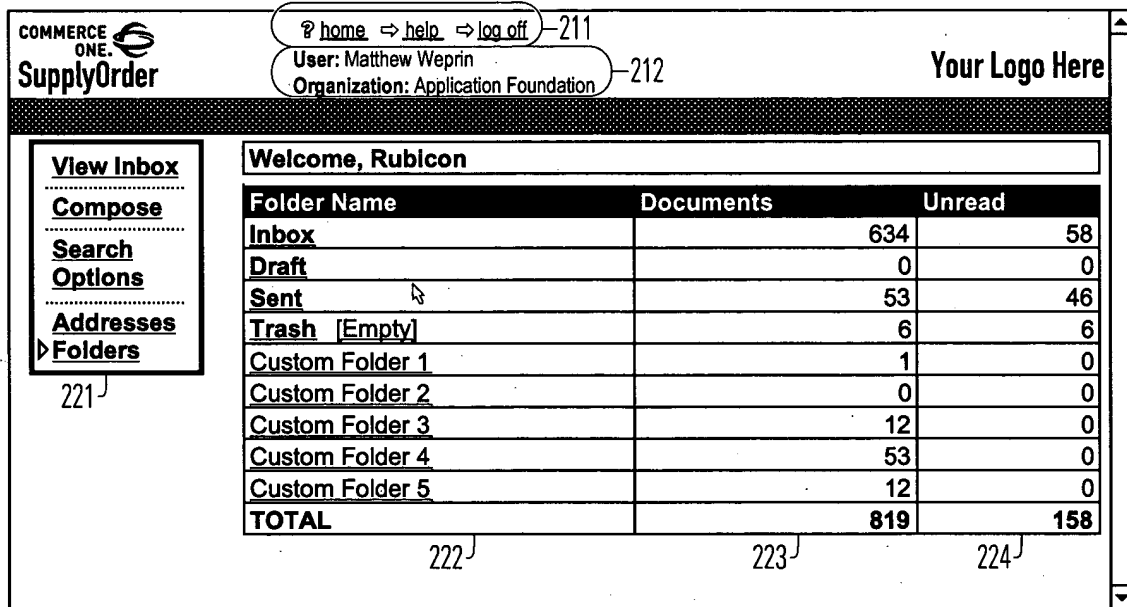 COMMERCE ONE.
SupplyOrder
? home ⇨ help ⇨ log off 211
User: Matthew Weprin
Organization: Application Foundation 212
Your Logo Here
View Inbox
Compose
Search
Options
Addresses
Folders
221
Welcome, Rubicon
Folder Name Documents Unread
Inbox 634 58
Draft 0 0
Sent 53 46
Trash [Empty] 6 6
Custom Folder 1 1 0
Custom Folder 2 0 0
Custom Folder 3 12 0
Custom Folder 4 53 0
Custom Folder 5 12 0
TOTAL 819 158
222 223 224